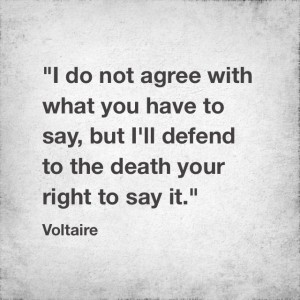 "I do not agree with
what you have to
say, but I'll defend
to the death your
right to say it."
Voltaire